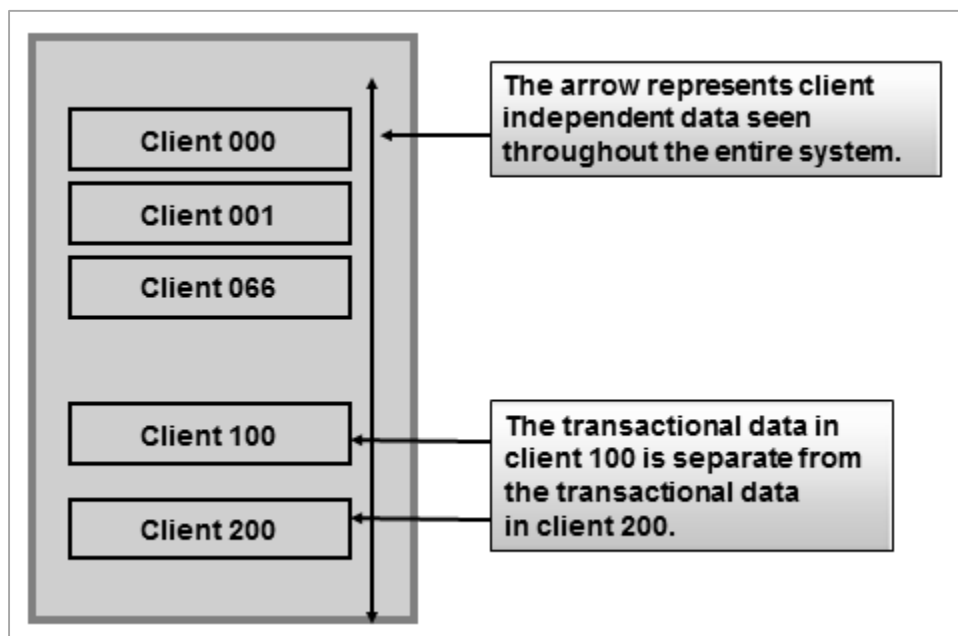 Client 000
Client 001
Client 066
Client 100
Client 200
The arrow represents client
independent data seen
throughout the entire system.
The transactional data in
client 100 is separate from
the transactional data
in client 200.